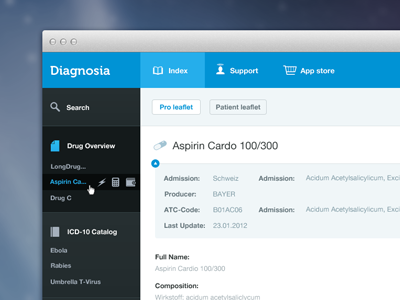 Diagnosia
Index
Support
App store
Search
Pro leaflet
Patient leaflet
Drug Overview
LongDrug...
Aspirin Ca...
Drug C
ICD-10 Catalog
Ebola
Rabies
Umbrella T-Virus
Aspirin Cardo 100/300
A
Admission: Schweiz Admission: Acidum Acetylsalicylicum, Exci
Producer: BAYER
ATC-Code: B01AC06 Admission: Acidum Acetylsalicylicum, Exci
Last Update: 23.01.2012
Full Name:
Aspirin Cardo 100/300
Composition:
Wirkstoff: acidum acetylsaliclycum